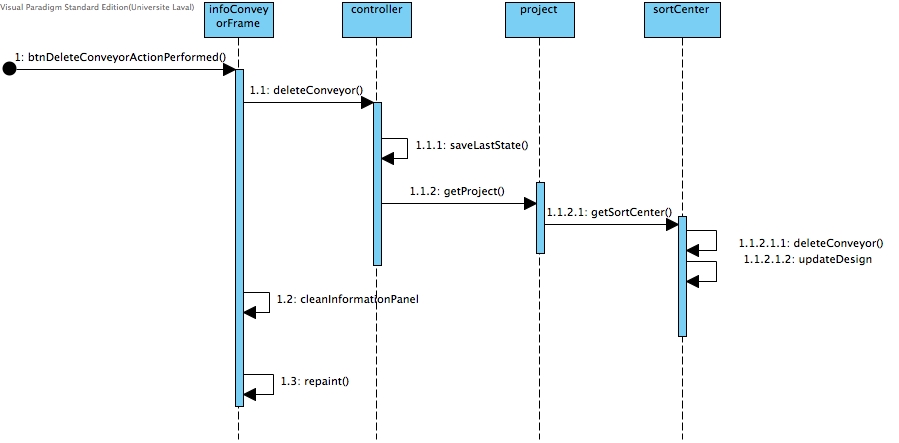 Visual Paradigm Standard Edition(Universite Laval)
infoConvey
orFrame
controller
project
sortCenter
1: btnDeleteConveyorActionPerformed()
1.1: deleteConveyor()
1.1.1: saveLastState()
1.1.2: getProject()
1.1.2.1: getSortCenter()
1.1.2.1.1: deleteConveyor()
1.1.2.1.2: updateDesign
1.2: cleanInformationPanel
1.3: repaint()